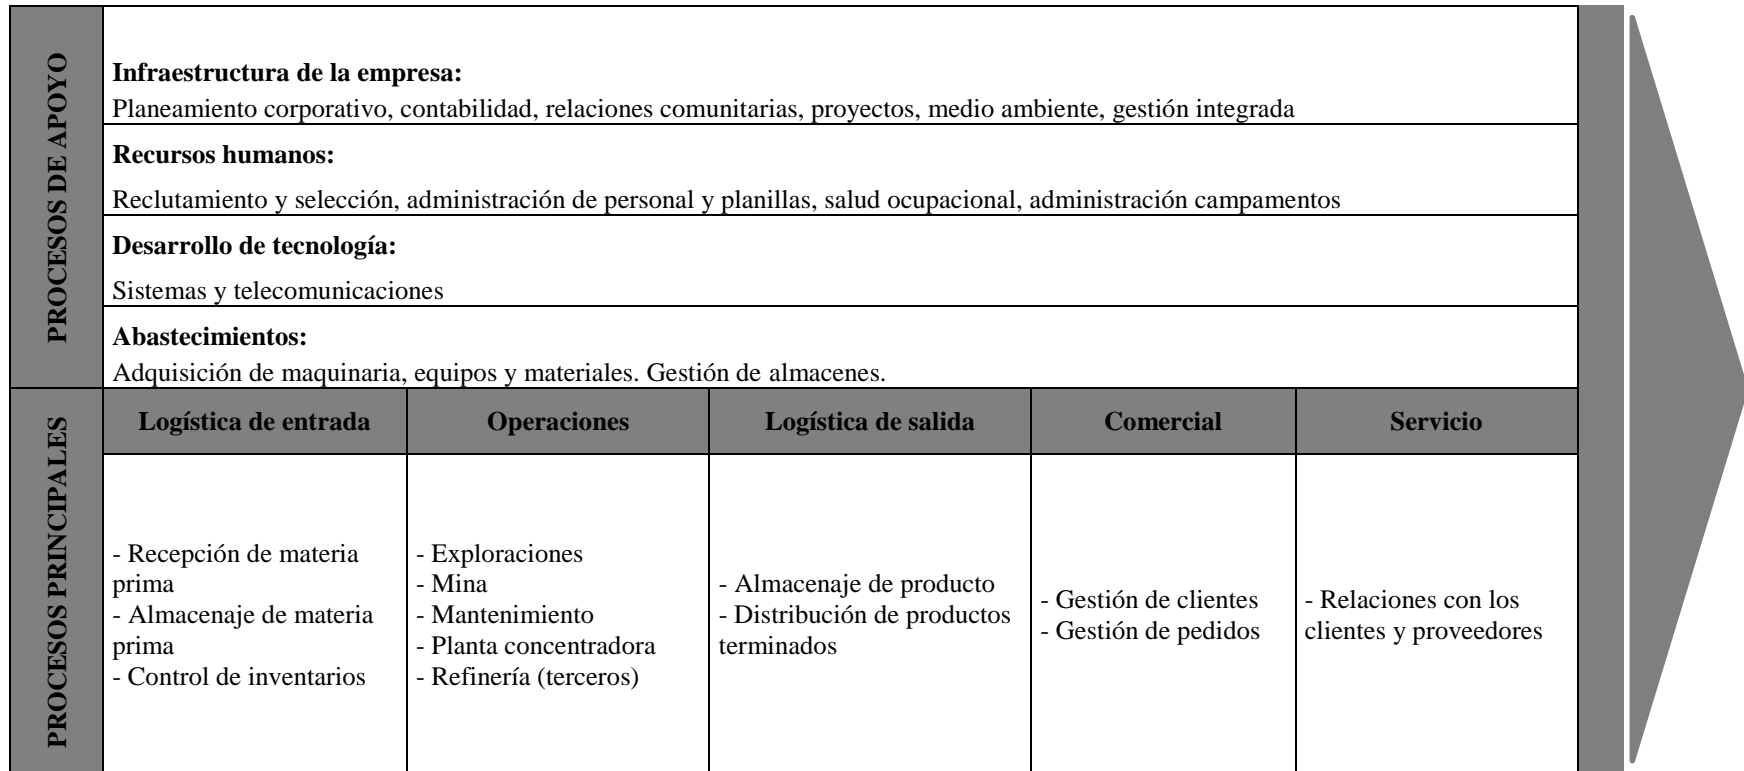 PROCESOS DE APOYO
Infraestructura de la empresa:
Planeamiento corporativo, contabilidad, relaciones comunitarias, proyectos, medio ambiente, gestión integrada
Recursos humanos:
Reclutamiento y selección, administración de personal y planillas, salud ocupacional, administración campamentos
Desarrollo de tecnología:
Sistemas y telecomunicaciones
Abastecimientos:
Adquisición de maquinaria, equipos y materiales. Gestión de almacenes.
PROCESOS PRINCIPALES
Logística de entrada
Operaciones
Logística de salida
Comercial
Servicio
- Recepción de materia
prima
- Almacenaje de materia
prima
- Control de inventarios
- Exploraciones
- Mina
- Mantenimiento
- Planta concentradora
- Refinería (terceros)
- Almacenaje de producto
- Distribución de productos
terminados
- Gestión de clientes
- Gestión de pedidos
- Relaciones con los
clientes y proveedores